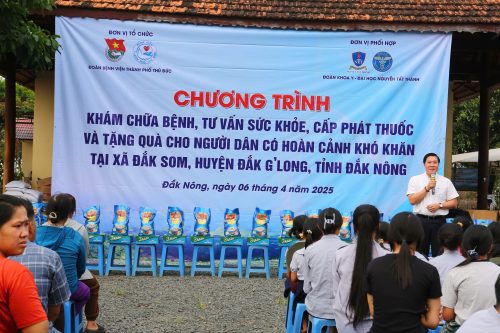 ĐƠN VỊ TỔ CHỨC
ĐOÀN BỆNH VIỆN THÀNH PHỐ THỦ ĐỨC
ĐƠN VỊ PHỐI HỢP
ĐOÀN KHOA Y - ĐẠI HỌC NGUYỄN TẤT THÀNH
CHƯƠNG TRÌNH
KHÁM CHỮA BỆNH, TƯ VẤN SỨC KHỎE, CẤP PHÁT THUỐC
VÀ TẶNG QUÀ CHO NGƯỜI DÂN CÓ HOÀN CẢNH KHÓ KHĂN
TẠI XÃ ĐẮK SOM, HUYỆN ĐẮK G'LONG, TỈNH ĐẮK NÔNG
Đắk Nông, ngày 06 tháng 4 năm 2025